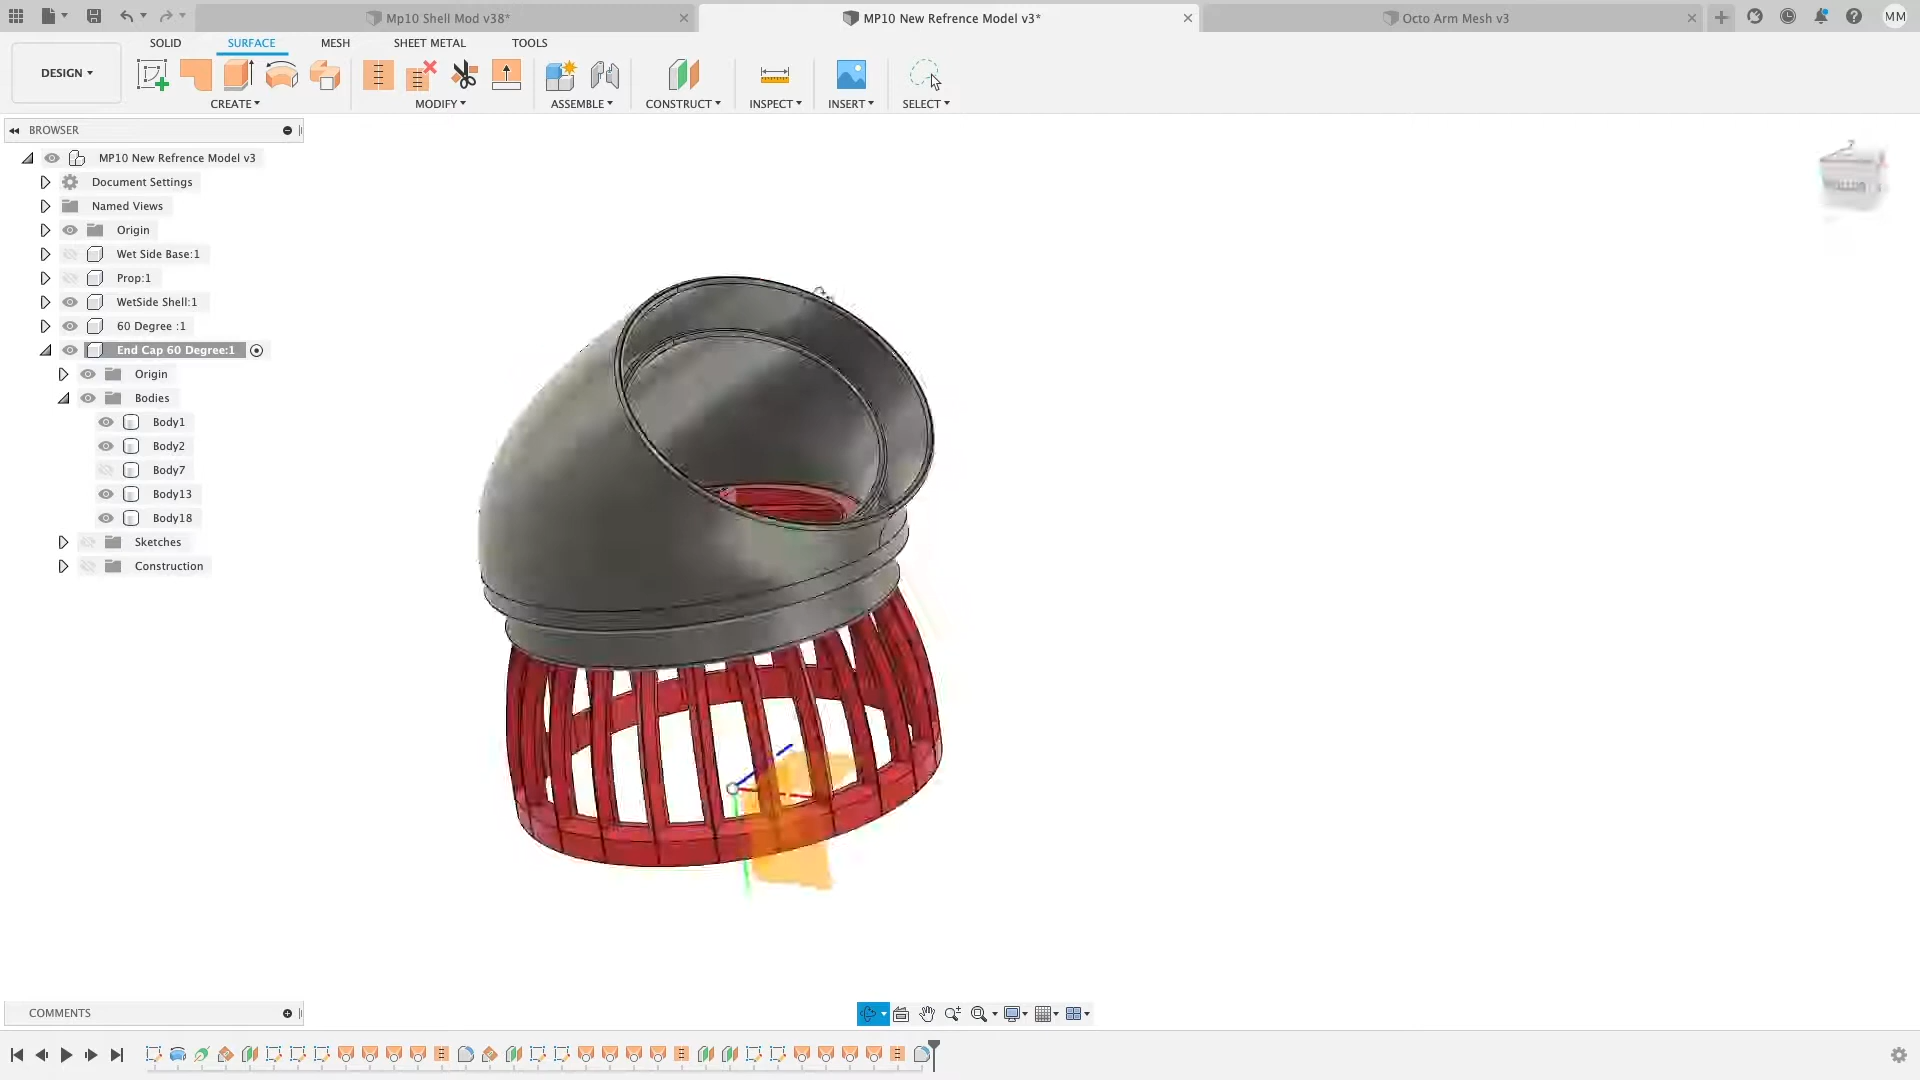 Mp10 Shell Mod v38*
MP10 New Refrence Model v3*
Octo Arm Mesh v3
MM
SOLID
SURFACE
MESH
SHEET METAL
TOOLS
DESIGN
CREATE
MODIFY
ASSEMBLE
CONSTRUCT
INSPECT
INSERT
SELECT
BROWSER
MP10 New Refrence Model v3
Document Settings
Named Views
Origin
Wet Side Base:1
Prop:1
WetSide Shell:1
60 Degree :1
End Cap 60 Degree:1
Origin
Bodies
Body1
Body2
Body7
Body13
Body18
Sketches
Construction
COMMENTS